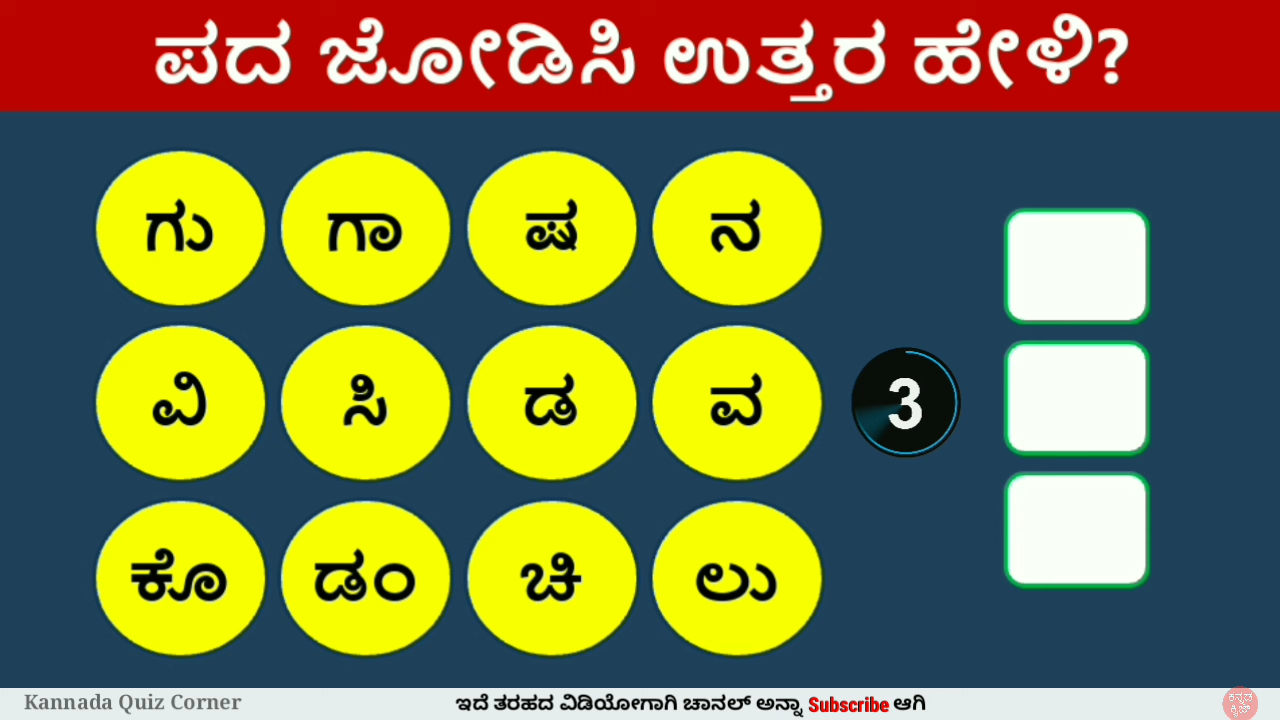 ಪದ ಜೋಡಿಸಿ ಉತ್ತರ ಹೇಳಿ?
ಗು ಗಾ ಷ ನ
ವಿ ಸಿ ಡ ವ
3
ಕೊ ಡಂ ಚಿ ಲು
Kannada Quiz Corner
ಇದೆ ತರಹದ ವಿಡಿಯೋಗಾಗಿ ಚಾನಲ್ ಅನ್ನಾ Subscribe ಆಗಿ